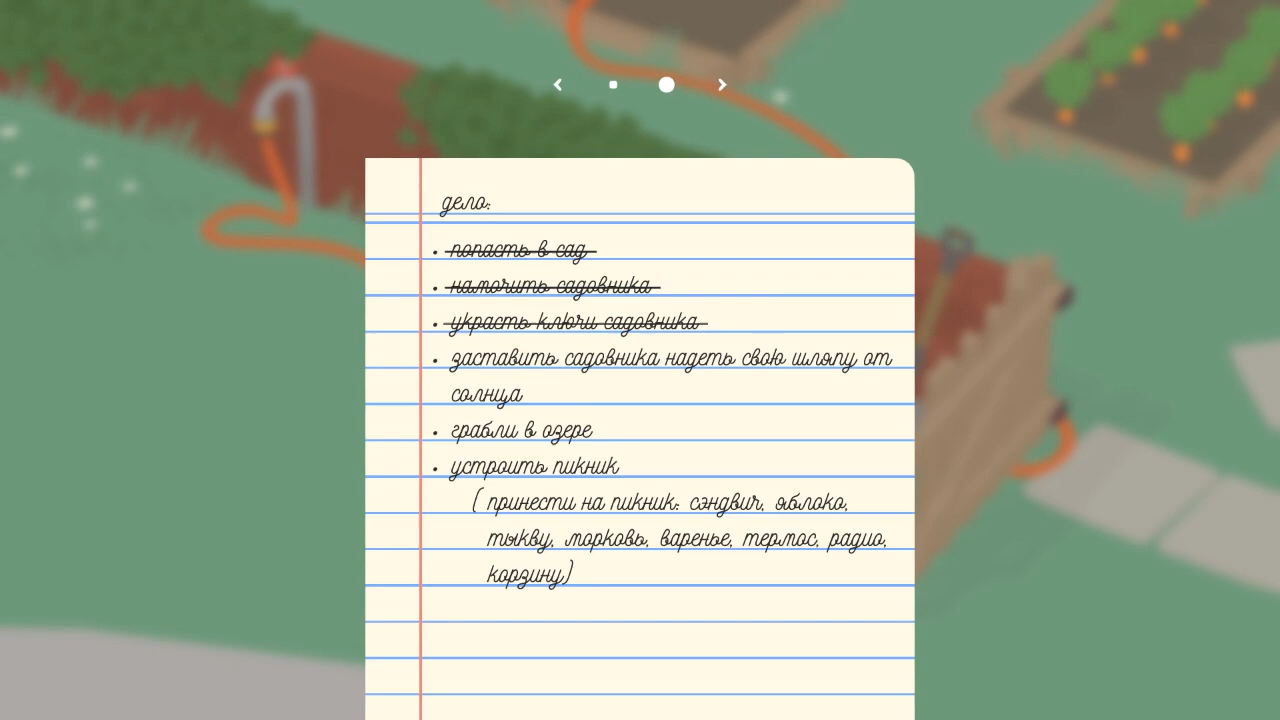 дело:
• попасть в сад
• намочить садовника
• украсть ключи садовника
• заставить садовника надеть свою шляпу от
солнца
• грабли в озере
• устроить пикник
( принести на пикник: сэндвич, яблоко,
тыкву, морковь, варенье, термос, радио,
корзину)